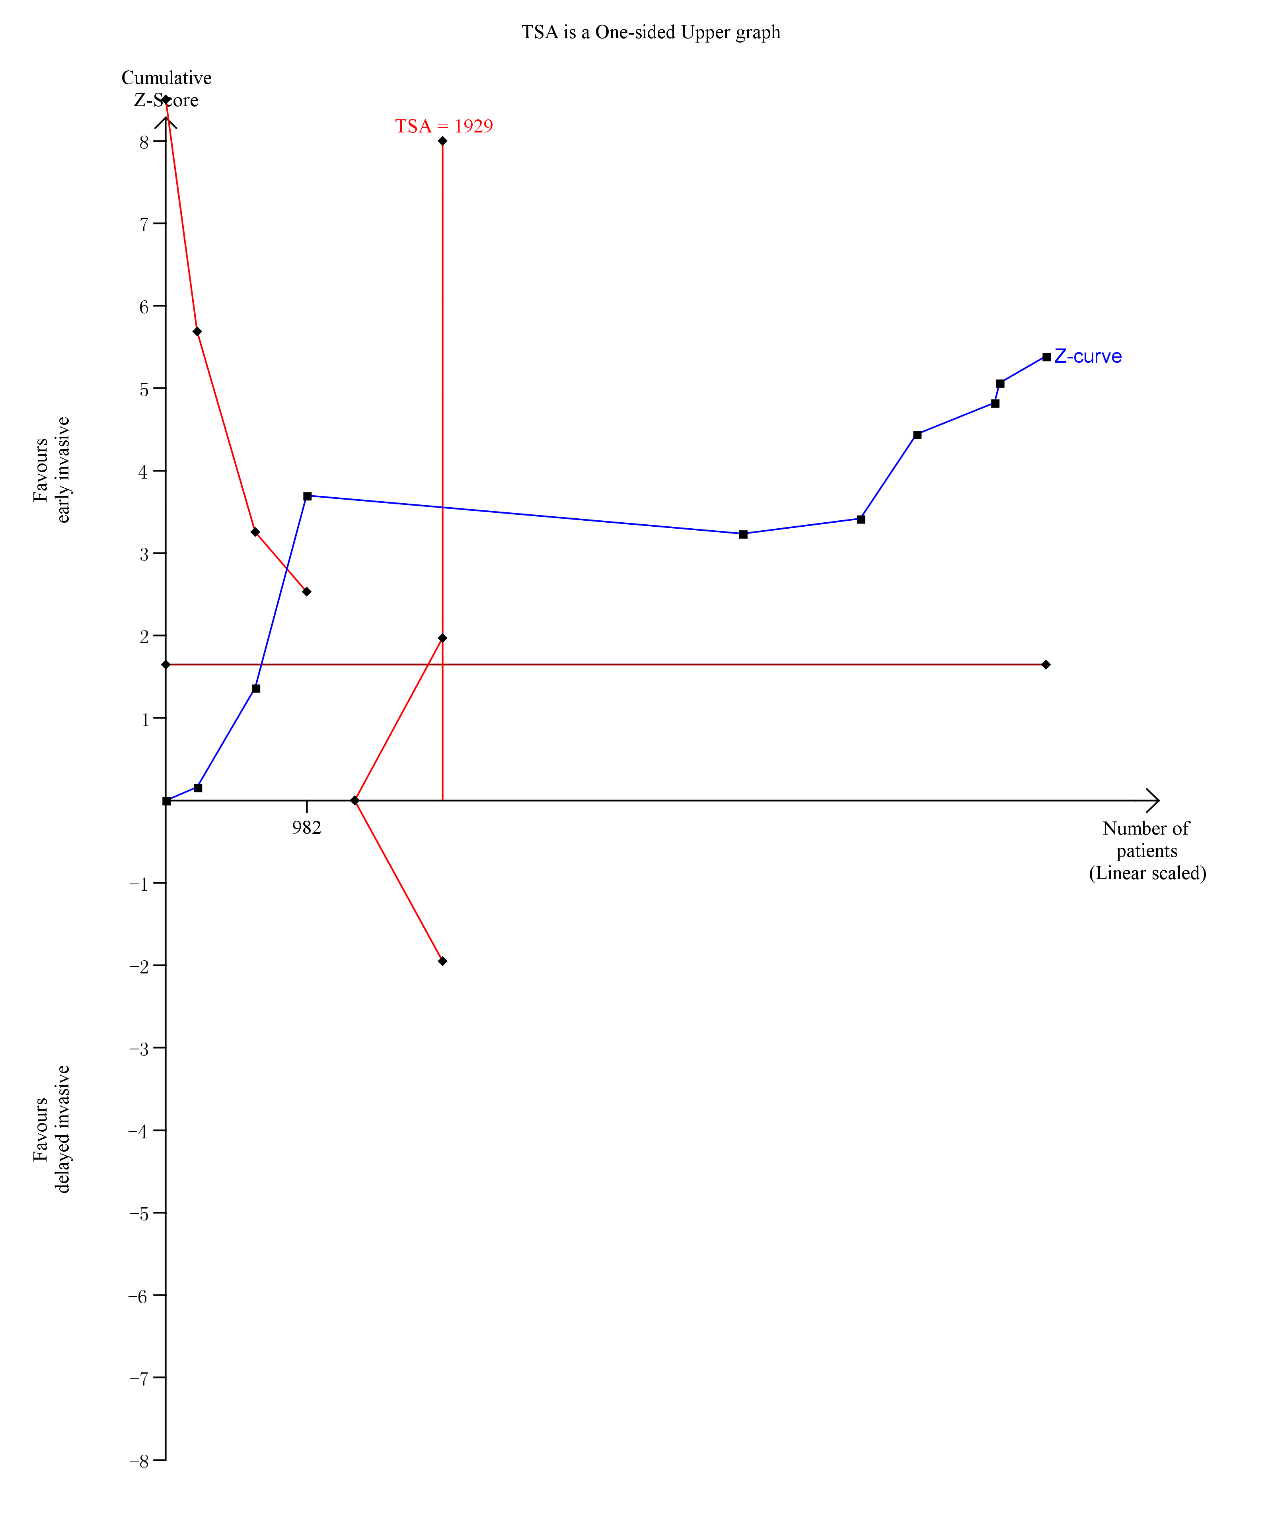 TSA is a One-sided Upper graph
Cumulative
Z-Score
TSA = 1929
8
7
6
5
4
3
2
1
−1
−2
−3
−4
−5
−6
−7
−8
Z-curve
Favours
early invasive
982
Number of
patients
(Linear scaled)
Favours
delayed invasive